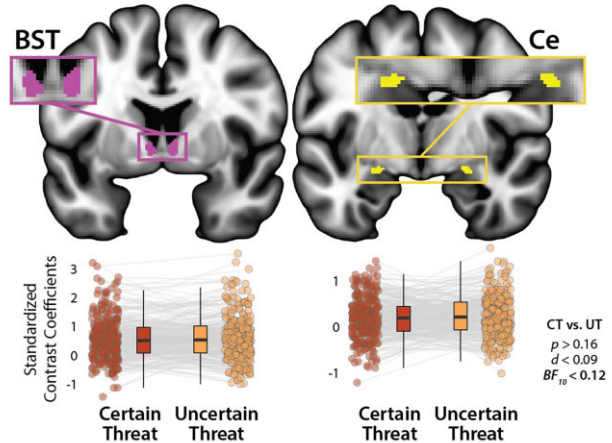 BST
Ce
Standardized
Contrast Coefficients
3
2
1
0
-1
Certain
Threat
Uncertain
Threat
1
0
-1
Certain
Threat
Uncertain
Threat
CT vs. UT
p > 0.16
d < 0.09
BF₁₀ < 0.12